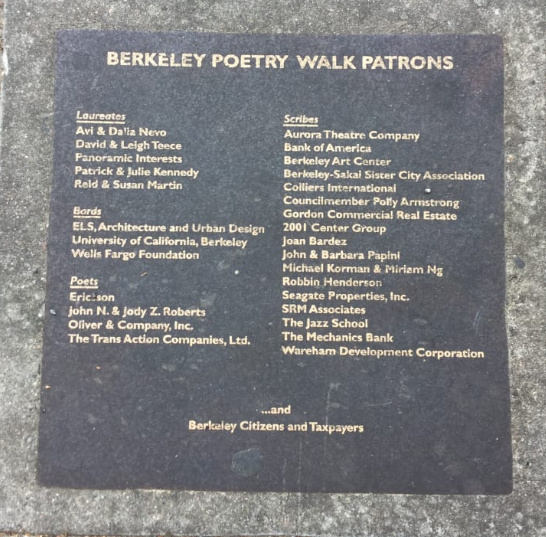 BERKELEY POETRY WALK PATRONS
Laureates
Avi & Dalia Nevo
David & Leigh Teece
Panoramic Interests
Patrick & Julie Kennedy
Reid & Susan Martin
Bards
ELS, Architecture and Urban Design
University of California, Berkeley
Wells Fargo Foundation
Poets
Ericsson
John N. & Jody Z. Roberts
Oliver & Company, Inc.
The Trans Action Companies, Ltd.
Scribes
Aurora Theatre Company
Bank of America
Berkeley Art Center
Berkeley-Sakai Sister City Association
Colliers International
Councilmember Polly Armstrong
Gordon Commercial Real Estate
2001 Center Group
Joan Bardez
John & Barbara Papini
Michael Korman & Miriam Ng
Robbin Henderson
Seagate Properties, Inc.
SRM Associates
The Jazz School
The Mechanics Bank
Wareham Development Corporation
...and
Berkeley Citizens and Taxpayers